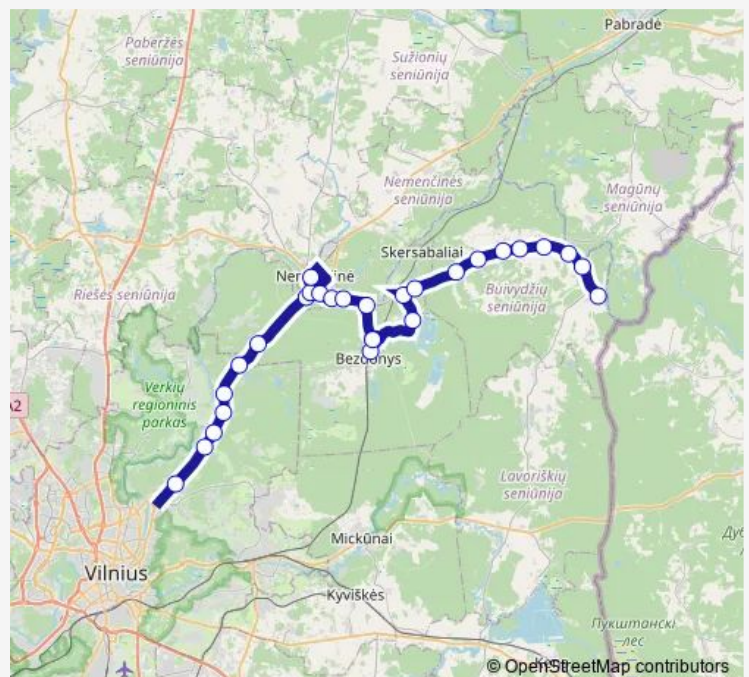 Pabradė
Paberžės
seniūnija
Sužionių
seniūnija
Nemenčinės
seniūnija
Magūnų
seniūnija
Skersabaliai
Riešės seniūnija
Buivydžių
seniūnija
Bezdonys
Verkių
regioninis
parkas
Lavoriškių
seniūnija
Mickūnai
Vilnius
Kyviškės
Пукштанскі
–лес
© OpenStreetMap contributors